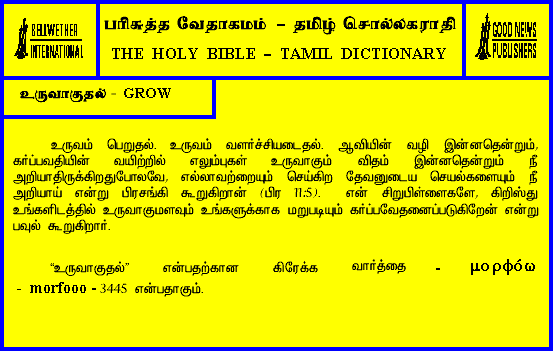 BELLWETHER
INTERNATIONAL
பரிசுத்த வேதாகமம் – தமிழ் சொல்லகராதி
THE HOLY BIBLE – TAMIL DICTIONARY
GOOD NEWS
PUBLISHERS
உருவாகுதல் - GROW
உருவம் பெறுதல். உருவம் வளர்ச்சியடைதல். ஆவியின் வழி இன்னதென்றும்,
கர்ப்பவதியின் வயிற்றில் எலும்புகள் உருவாகும் விதம் இன்னதென்றும் நீ
அறியாதிருக்கிறதுபோலவே, எல்லாவற்றையும் செய்கிற தேவனுடைய செயல்களையும் நீ
அறியாய் என்று பிரசங்கி கூறுகிறான் (பிர 11:5). என் சிறுபிள்ளைகளே, கிறிஸ்து
உங்களிடத்தில் உருவாகுமளவும் உங்களுக்காக மறுபடியும் கர்ப்பவேதனைப்படுகிறேன் என்று
பவுல் கூறுகிறார்.
“உருவாகுதல்” என்பதற்கான கிரேக்க வார்த்தை - μορφόω
- morfooo - 3445 என்பதாகும்.